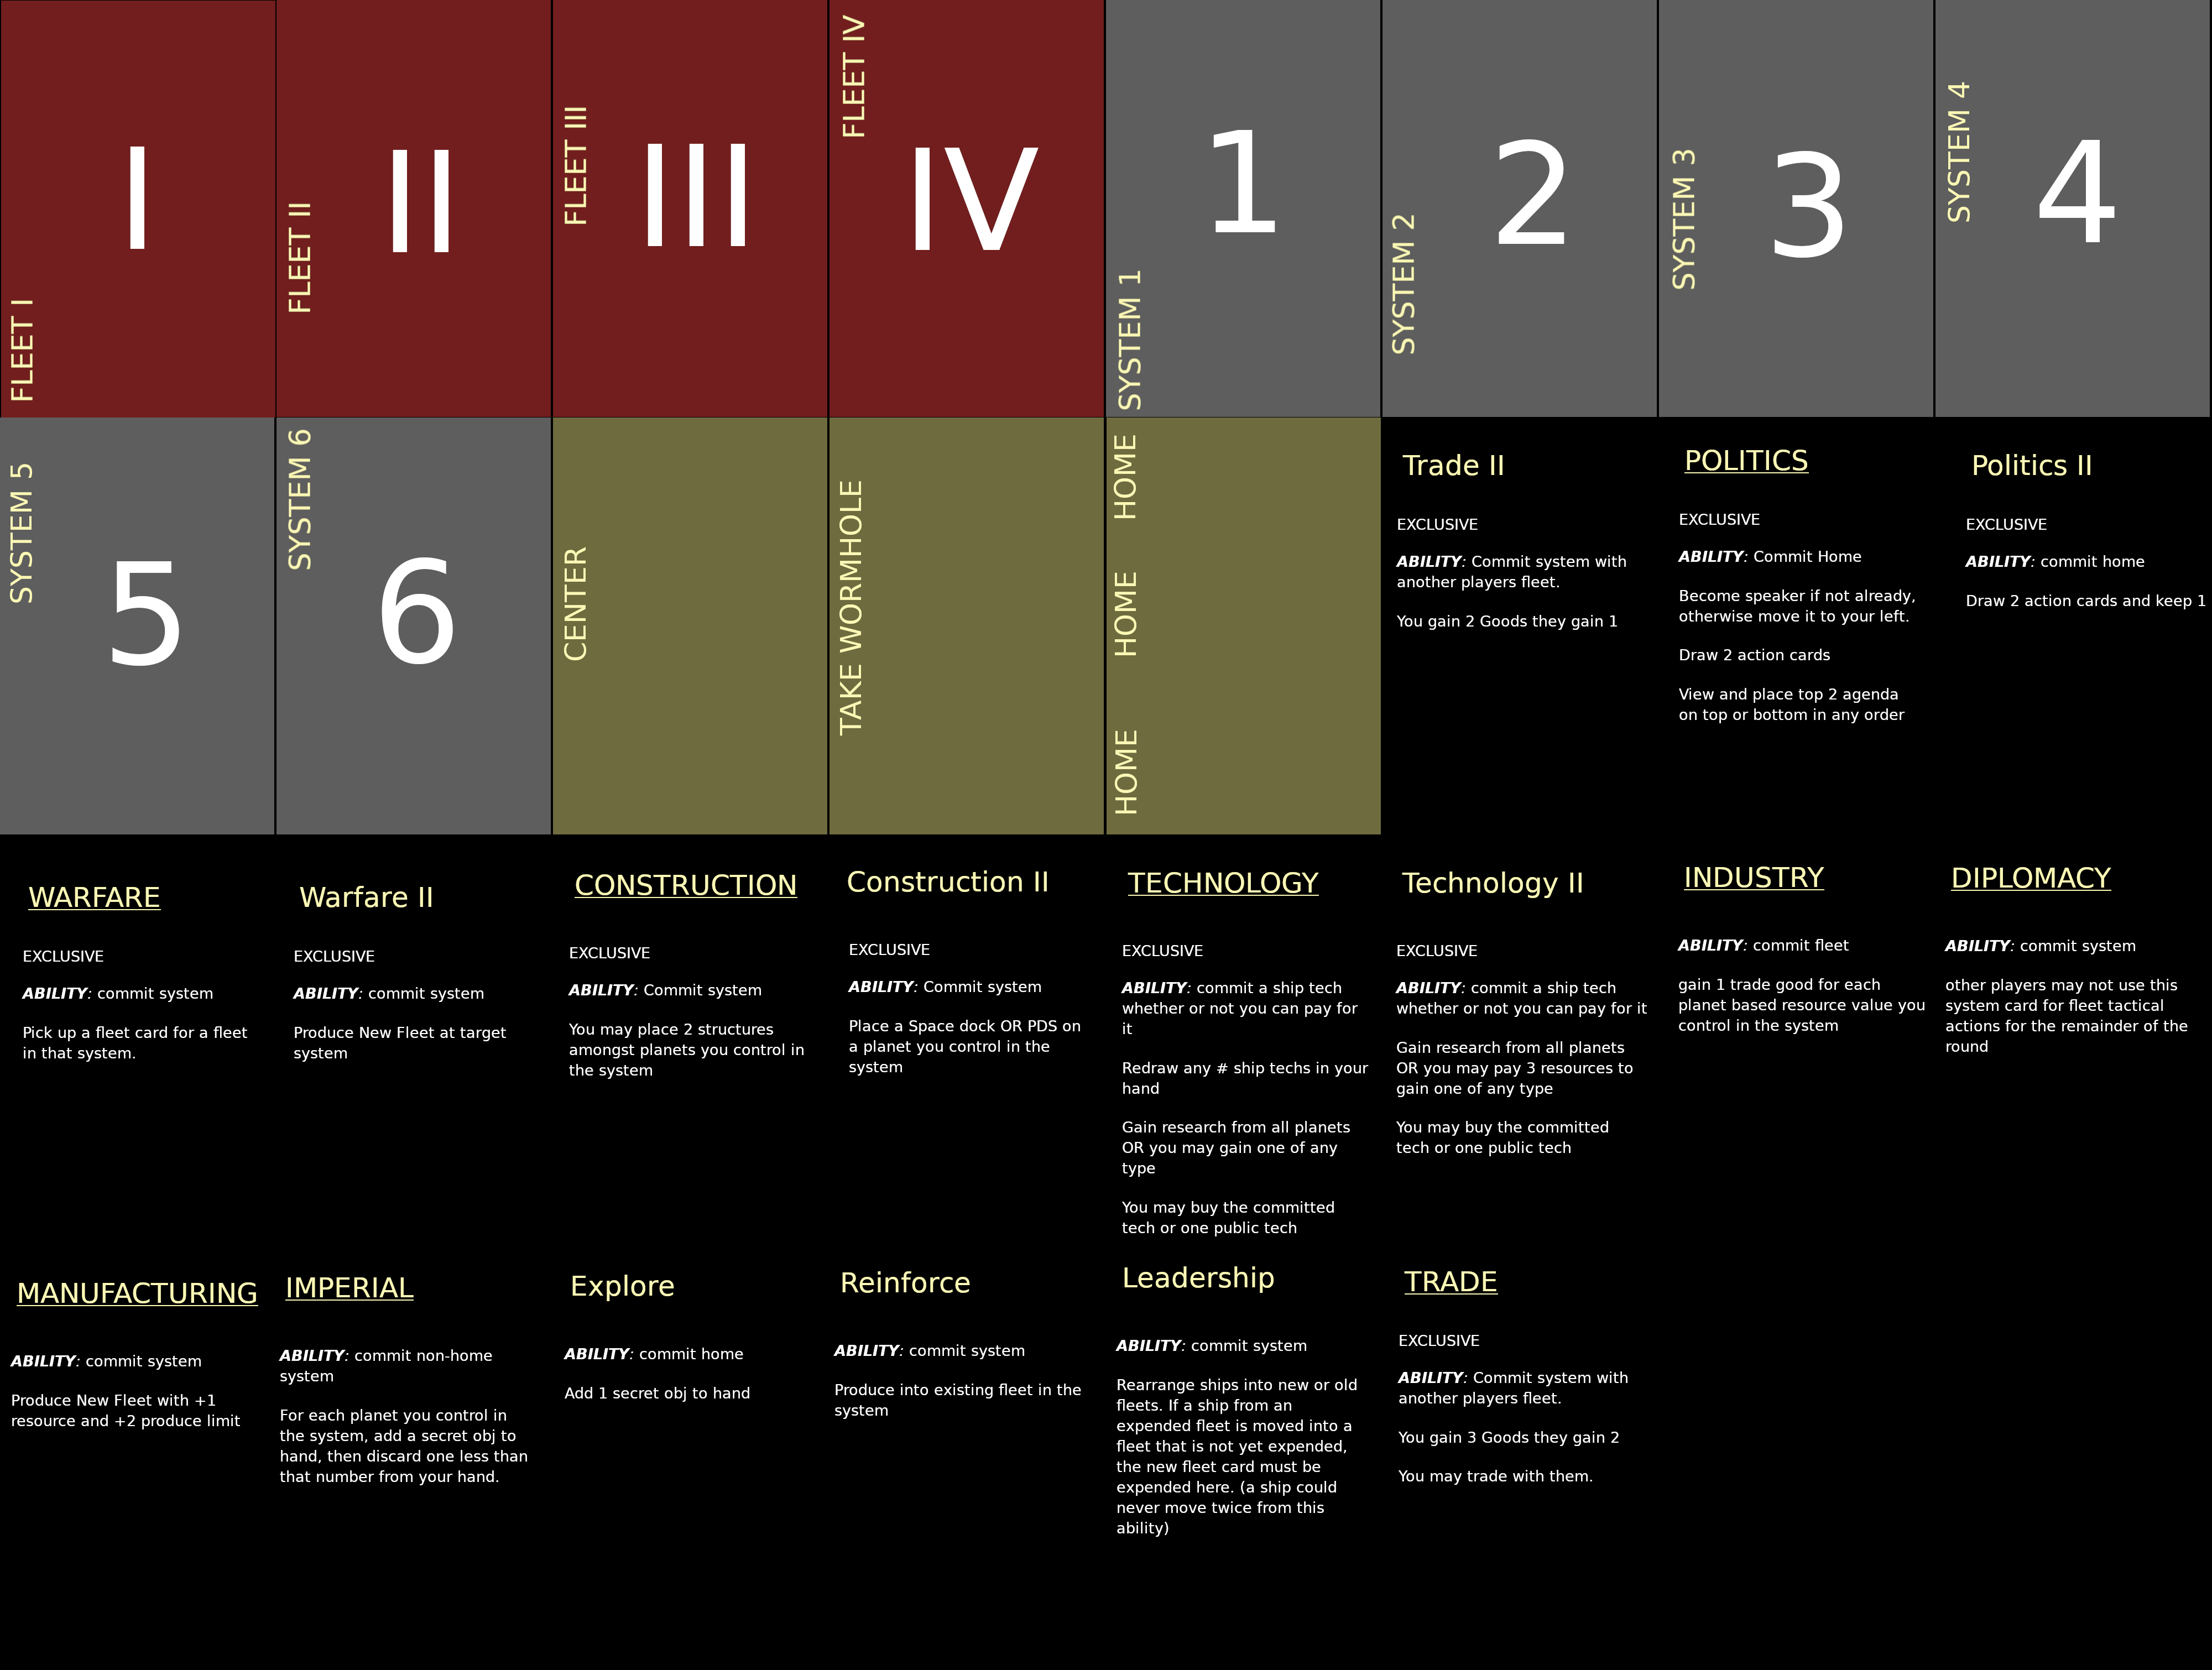 FLEET I
I
FLEET II
II
FLEET III
III
FLEET IV
IV
SYSTEM 1
1
SYSTEM 2
2
SYSTEM 3
3
SYSTEM 4
4
SYSTEM 5
5
SYSTEM 6
6
CENTER
TAKE WORMHOLE
HOME
HOME
HOME
Trade II
EXCLUSIVE
ABILITY: Commit system with
another players fleet.
You gain 2 Goods they gain 1
POLITICS
EXCLUSIVE
ABILITY: Commit Home
Become speaker if not already,
otherwise move it to your left.
Draw 2 action cards
View and place top 2 agenda
on top or bottom in any order
Politics II
EXCLUSIVE
ABILITY: commit home
Draw 2 action cards and keep 1
WARFARE
EXCLUSIVE
ABILITY: commit system
Pick up a fleet card for a fleet
in that system.
Warfare II
EXCLUSIVE
ABILITY: commit system
Produce New Fleet at target
system
CONSTRUCTION
EXCLUSIVE
ABILITY: Commit system
You may place 2 structures
amongst planets you control in
the system
Construction II
EXCLUSIVE
ABILITY: Commit system
Place a Space dock OR PDS on
a planet you control in the
system
TECHNOLOGY
EXCLUSIVE
ABILITY: commit a ship tech
whether or not you can pay for
it
Redraw any # ship techs in your
hand
Gain research from all planets
OR you may gain one of any
type
You may buy the committed
tech or one public tech
Technology II
EXCLUSIVE
ABILITY: commit a ship tech
whether or not you can pay for it
Gain research from all planets
OR you may pay 3 resources to
gain one of any type
You may buy the committed
tech or one public tech
INDUSTRY
ABILITY: commit fleet
gain 1 trade good for each
planet based resource value you
control in the system
DIPLOMACY
ABILITY: commit system
other players may not use this
system card for fleet tactical
actions for the remainder of the
round
MANUFACTURING
ABILITY: commit system
Produce New Fleet with +1
resource and +2 produce limit
IMPERIAL
ABILITY: commit non-home
system
For each planet you control in
the system, add a secret obj to
hand, then discard one less than
that number from your hand.
Explore
ABILITY: commit home
Add 1 secret obj to hand
Reinforce
ABILITY: commit system
Produce into existing fleet in the
system
Leadership
ABILITY: commit system
Rearrange ships into new or old
fleets. If a ship from an
expended fleet is moved into a
fleet that is not yet expended,
the new fleet card must be
expended here. (a ship could
never move twice from this
ability)
TRADE
EXCLUSIVE
ABILITY: Commit system with
another players fleet.
You gain 3 Goods they gain 2
You may trade with them.